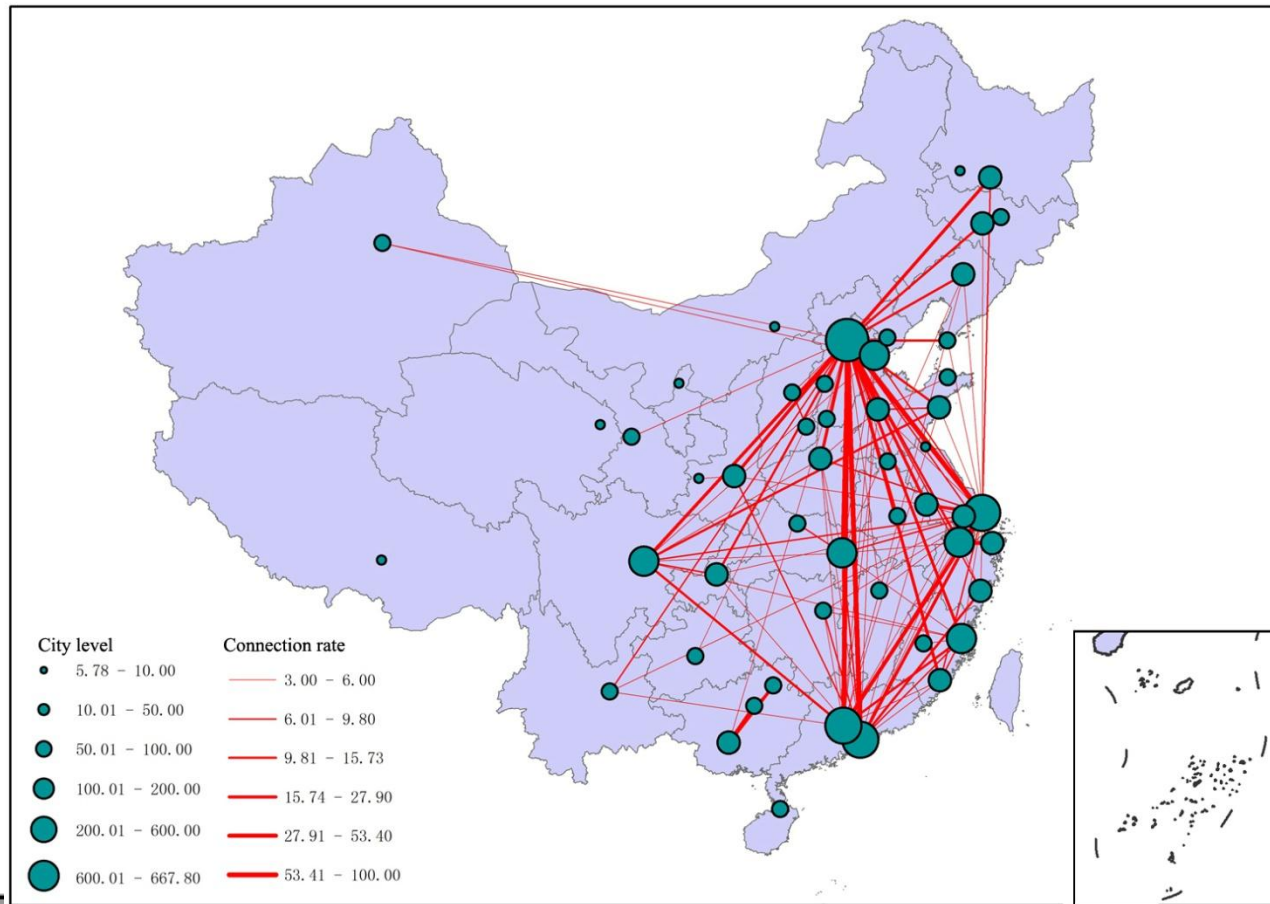 City level
5.78 - 10.00
10.01 - 50.00
50.01 - 100.00
100.01 - 200.00
200.01 - 600.00
600.01 - 667.80
Connection rate
3.00 - 6.00
6.01 - 9.80
9.81 - 15.73
15.74 - 27.90
27.91 - 53.40
53.41 - 100.00